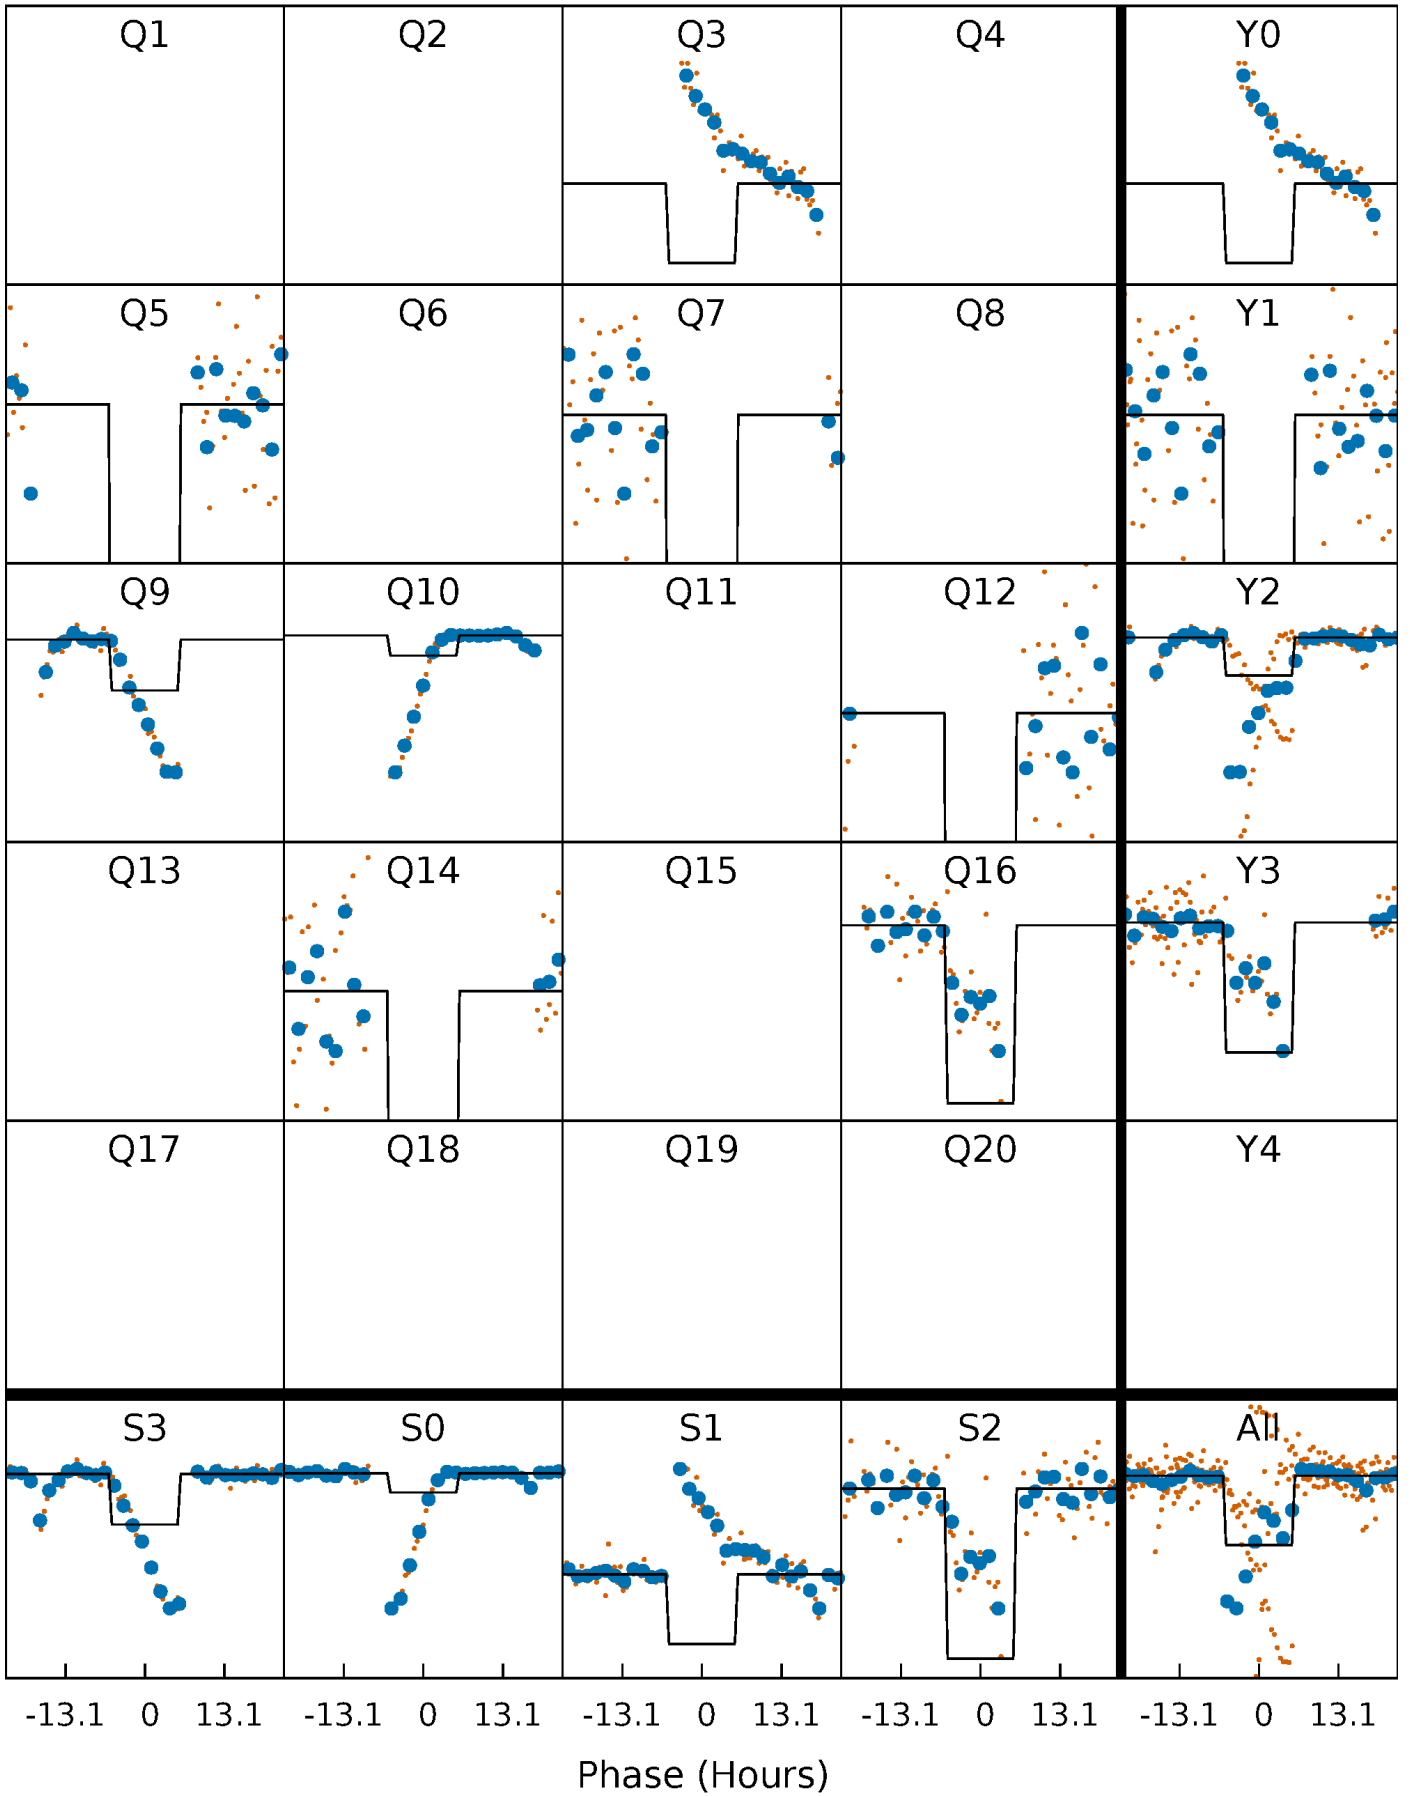 Q1 Q2 Q3 Q4 Y0
Q5 Q6 Q7 Q8 Y1
Q9 Q10 Q11 Q12 Y2
Q13 Q14 Q15 Q16 Y3
Q17 Q18 Q19 Q20 Y4
S3 S0 S1 S2 All
-13.1 0 13.1 -13.1 0 13.1 -13.1 0 13.1 -13.1 0 13.1 -13.1 0 13.1
Phase (Hours)